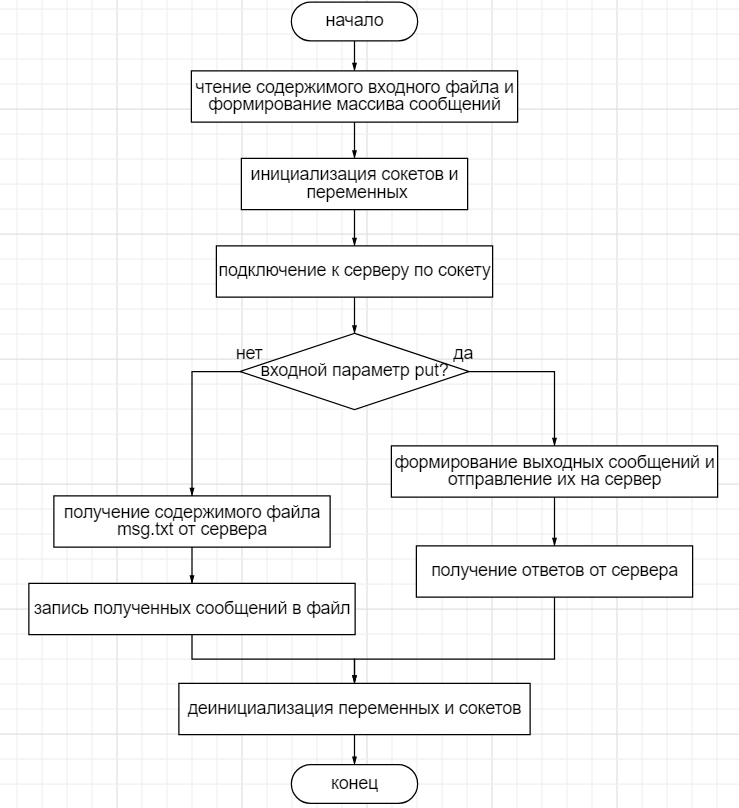 начало
чтение содержимого входного файла и
формирование массива сообщений
инициализация сокетов и
переменных
подключение к серверу по сокету
нет
да
входной параметр put?
формирование выходных сообщений и
отправление их на сервер
получение содержимого файла
msg.txt от сервера
получение ответов от сервера
запись полученных сообщений в файл
деинициализация переменных и сокетов
конец